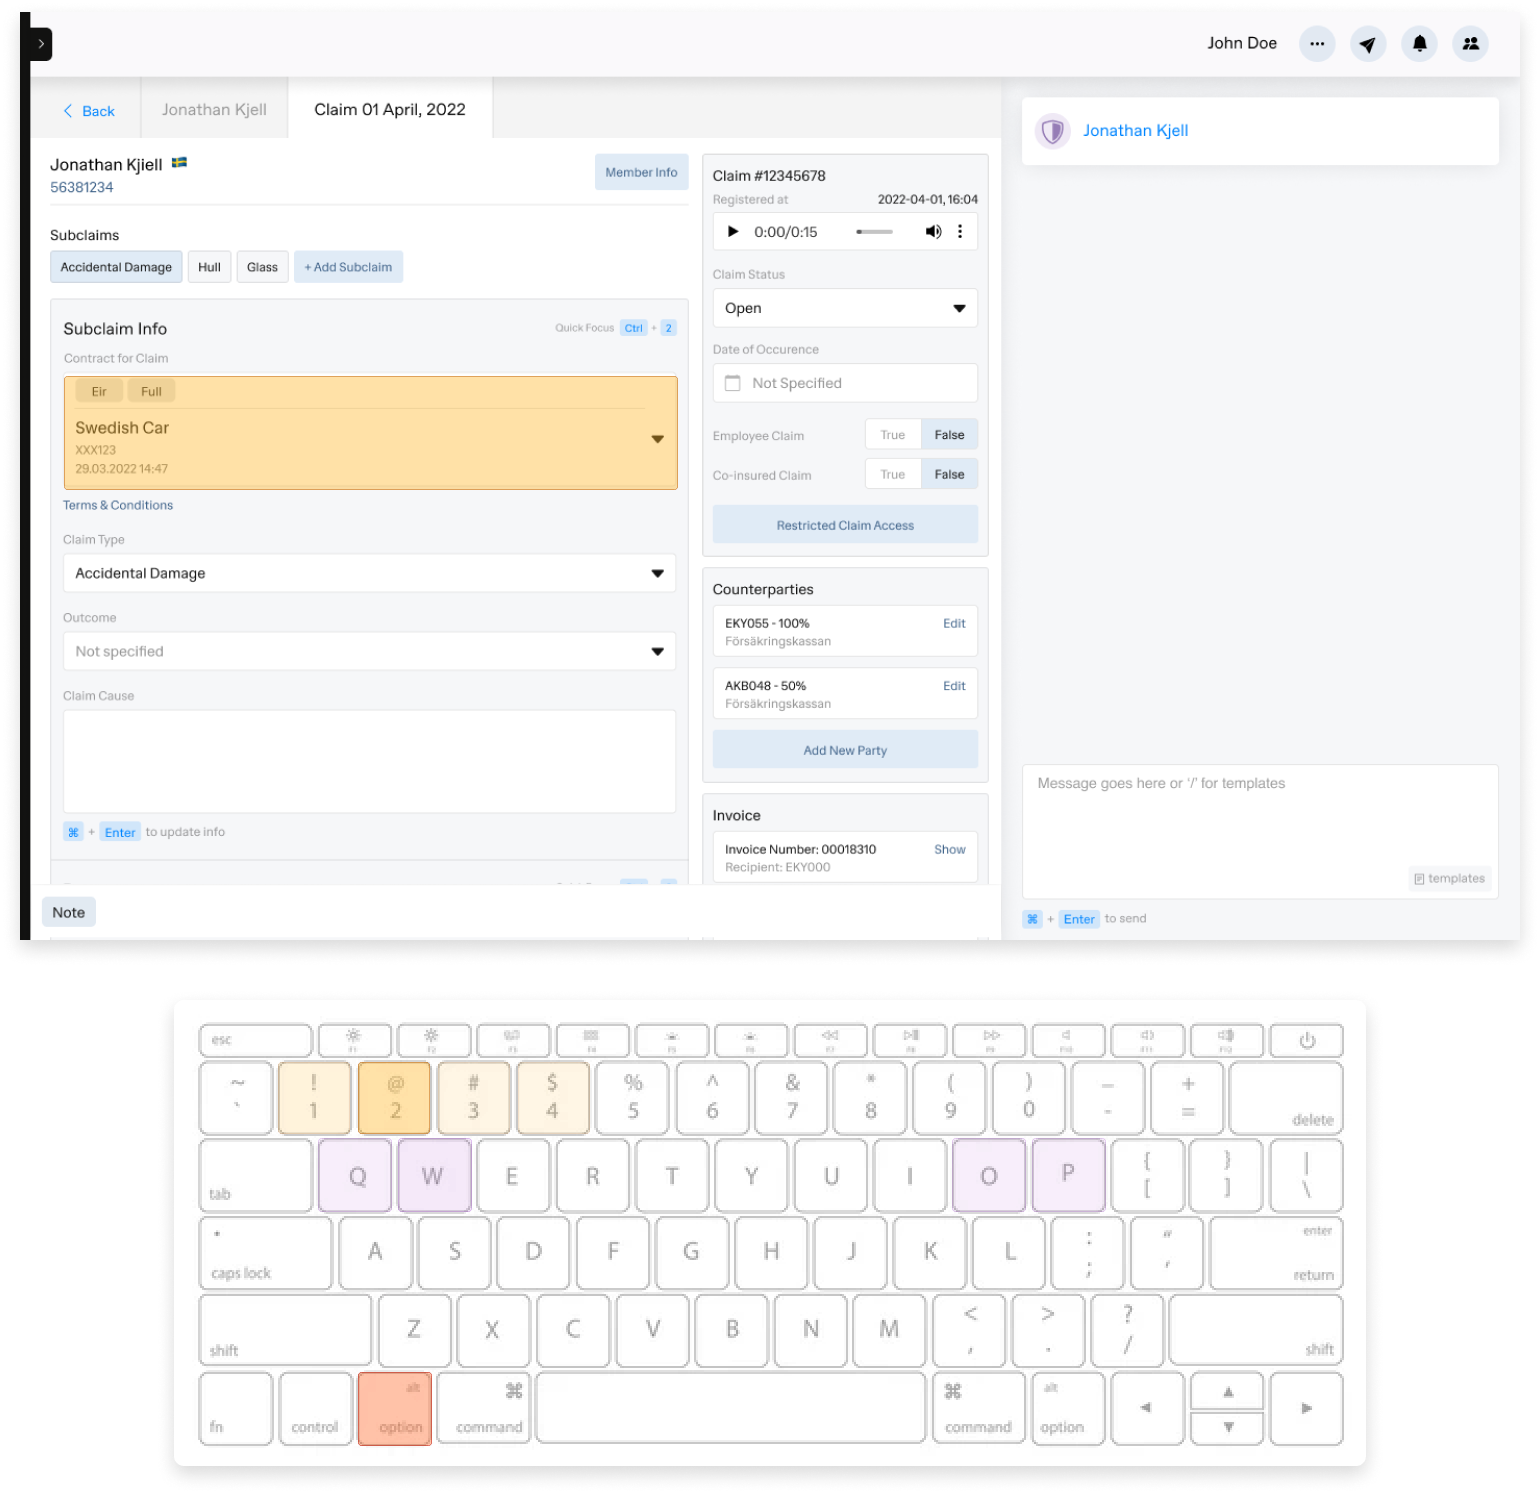 John Doe
Back
Jonathan Kjell
Claim 01 April, 2022
Jonathan Kjiell
56381234
Member Info
Subclaims
Accidental Damage
Hull
Glass
+ Add Subclaim
Subclaim Info
Quick Focus Ctrl + 2
Contract for Claim
Eir
Full
Swedish Car
XXX123
29.03.2022 14:47
Terms & Conditions
Claim Type
Accidental Damage
Outcome
Not specified
Claim Cause
⌘ + Enter to update info
Note
Claim #12345678
Registered at 2022-04-01, 16:04
0:00/0:15
Claim Status
Open
Date of Occurence
Not Specified
Employee Claim True False
Co-insured Claim True False
Restricted Claim Access
Counterparties
EKY055 - 100% Edit
Försäkringskassan
AKB048 - 50% Edit
Försäkringskassan
Add New Party
Invoice
Invoice Number: 00018310 Show
Recipient: EKY000
Jonathan Kjell
Message goes here or ‘/’ for templates
templates
⌘ + Enter to send
esc F1 F2 F3 F4 F5 F6 F7 F8 F9 F10 F11 F12
~ ! @ # $ % ^ & * ( ) – +
` 1 2 3 4 5 6 7 8 9 0 - = delete
tab Q W E R T Y U I O P { } |
[ ] \
caps lock A S D F G H J K L : “ enter
; ‘ return
shift Z X C V B N M < > ? shift
, . /
alt ⌘ ⌘ alt
fn control option command command option